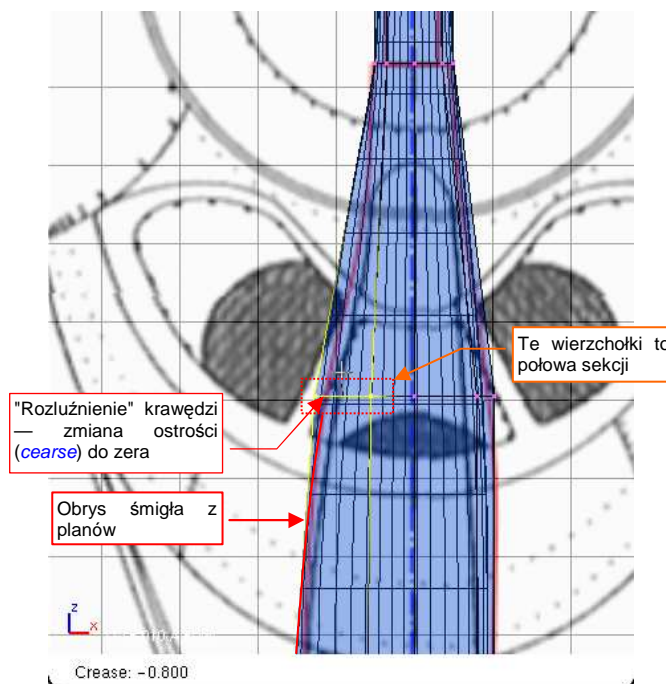 Te wierzchołki to
połowa sekcji
"Rozluźnienie" krawędzi
— zmiana ostrości
(cearse) do zera
Obrys śmigła z
planów
z
x
Crease: -0.800